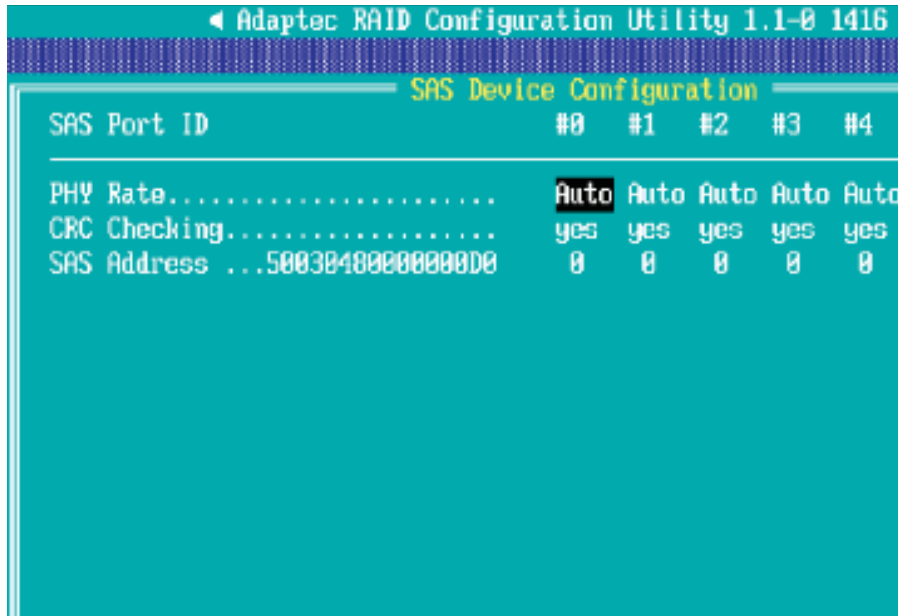 ◄ Adaptec RAID Configuration Utility 1.1-0 1416
SAS Device Configuration
SAS Port ID #0 #1 #2 #3 #4
PHY Rate....................... Auto Auto Auto Auto Auto
CRC Checking................... yes yes yes yes yes
SAS Address ...50030480000000D0 0 0 0 0 0